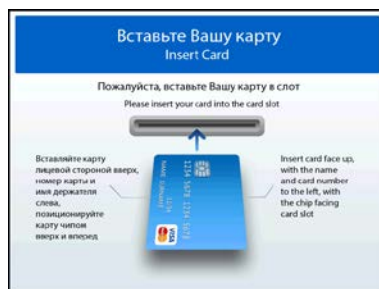 Вставьте Вашу карту
Insert Card
Пожалуйста, вставьте Вашу карту в слот
Please insert your card into the card slot
Вставляйте карту
лицевой стороной вверх,
номер карты и
имя держателя
слева,
позиционируйте
карту чипом
вверх и вперед
Insert card face up,
with the name
and card number
to the left, with
the chip facing
card slot
1234 5678 1234 5678
VISA